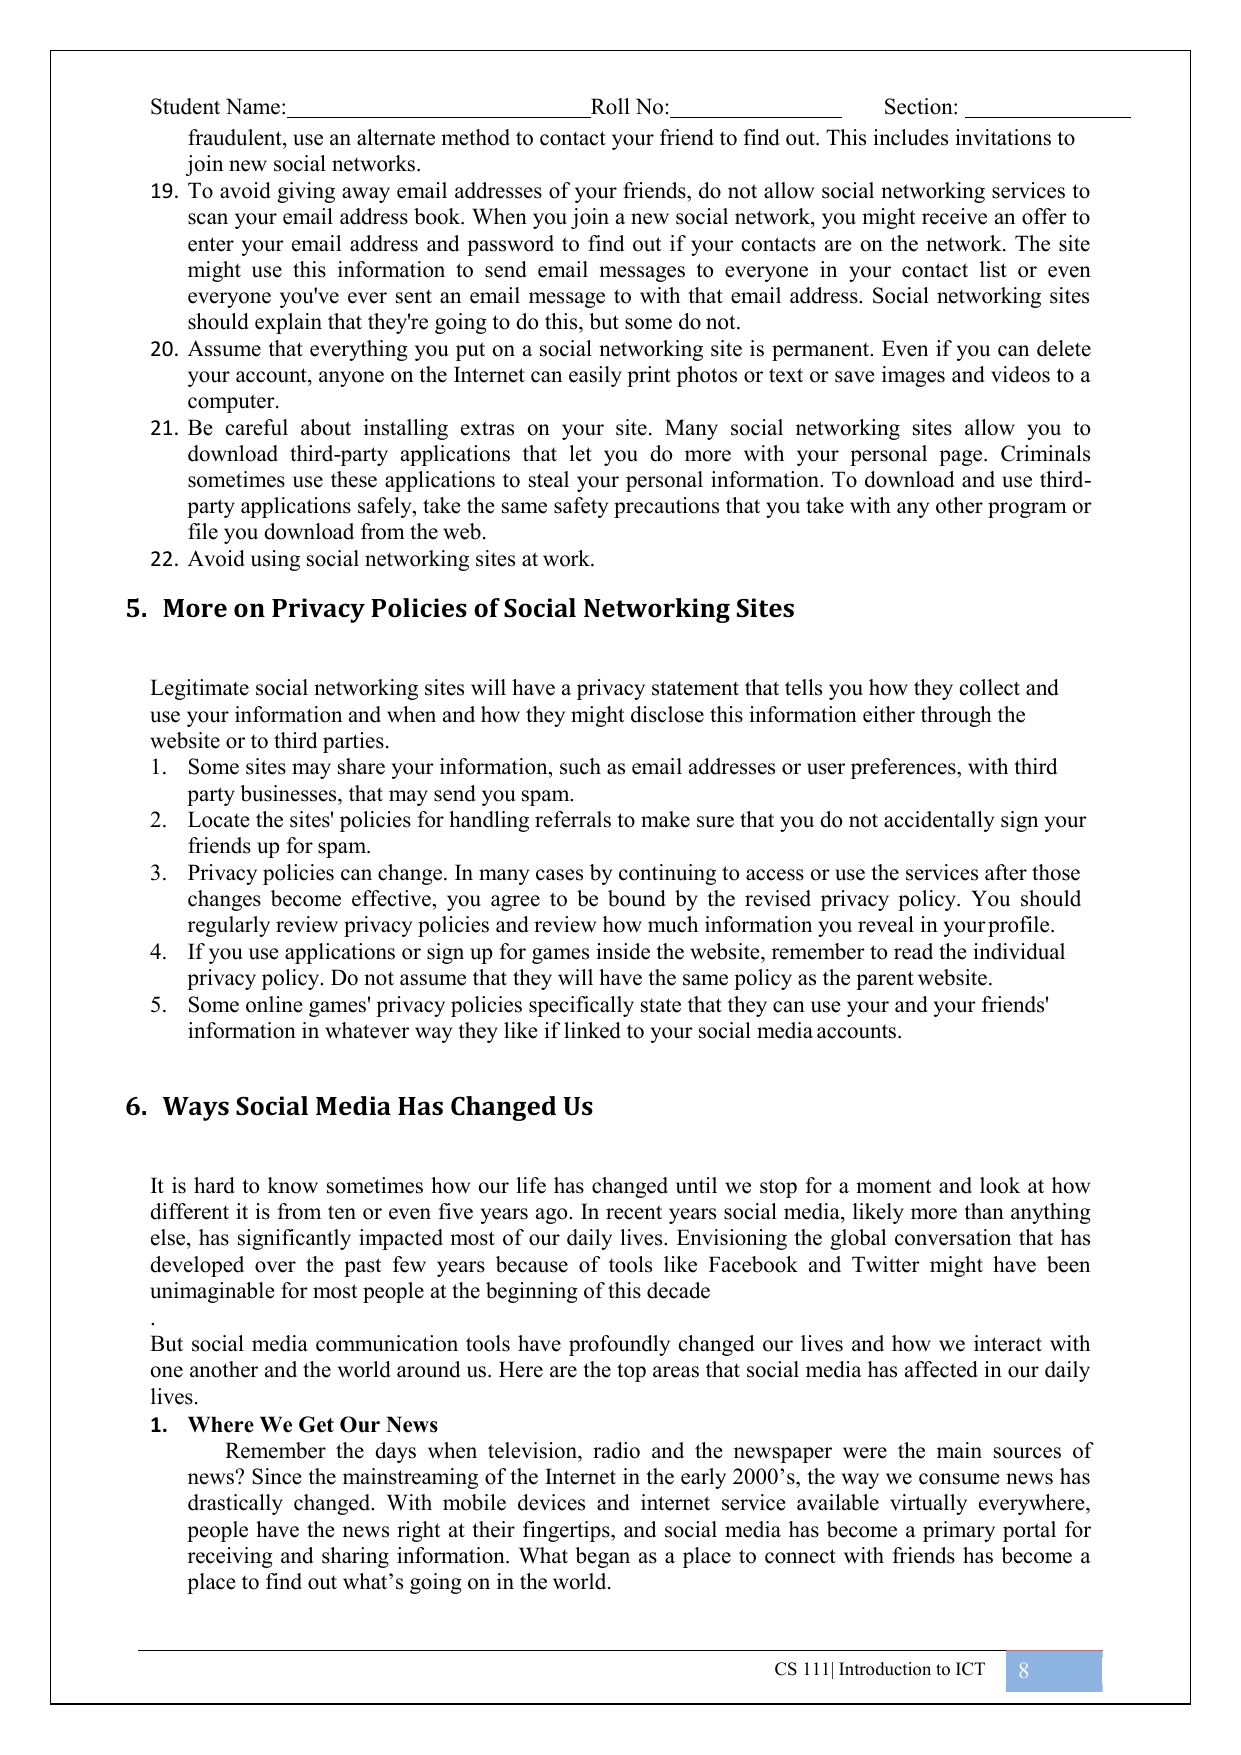 Student Name:                              Roll No:                Section:
fraudulent, use an alternate method to contact your friend to find out. This includes invitations to
join new social networks.
19. To avoid giving away email addresses of your friends, do not allow social networking services to
scan your email address book. When you join a new social network, you might receive an offer to
enter your email address and password to find out if your contacts are on the network. The site
might use this information to send email messages to everyone in your contact list or even
everyone you've ever sent an email message to with that email address. Social networking sites
should explain that they're going to do this, but some do not.
20. Assume that everything you put on a social networking site is permanent. Even if you can delete
your account, anyone on the Internet can easily print photos or text or save images and videos to a
computer.
21. Be careful about installing extras on your site. Many social networking sites allow you to
download third-party applications that let you do more with your personal page. Criminals
sometimes use these applications to steal your personal information. To download and use third-
party applications safely, take the same safety precautions that you take with any other program or
file you download from the web.
22. Avoid using social networking sites at work.
5. More on Privacy Policies of Social Networking Sites
Legitimate social networking sites will have a privacy statement that tells you how they collect and
use your information and when and how they might disclose this information either through the
website or to third parties.
1. Some sites may share your information, such as email addresses or user preferences, with third
party businesses, that may send you spam.
2. Locate the sites' policies for handling referrals to make sure that you do not accidentally sign your
friends up for spam.
3. Privacy policies can change. In many cases by continuing to access or use the services after those
changes become effective, you agree to be bound by the revised privacy policy. You should
regularly review privacy policies and review how much information you reveal in your profile.
4. If you use applications or sign up for games inside the website, remember to read the individual
privacy policy. Do not assume that they will have the same policy as the parent website.
5. Some online games' privacy policies specifically state that they can use your and your friends'
information in whatever way they like if linked to your social media accounts.
6. Ways Social Media Has Changed Us
It is hard to know sometimes how our life has changed until we stop for a moment and look at how
different it is from ten or even five years ago. In recent years social media, likely more than anything
else, has significantly impacted most of our daily lives. Envisioning the global conversation that has
developed over the past few years because of tools like Facebook and Twitter might have been
unimaginable for most people at the beginning of this decade
.
But social media communication tools have profoundly changed our lives and how we interact with
one another and the world around us. Here are the top areas that social media has affected in our daily
lives.
1. Where We Get Our News
Remember the days when television, radio and the newspaper were the main sources of
news? Since the mainstreaming of the Internet in the early 2000’s, the way we consume news has
drastically changed. With mobile devices and internet service available virtually everywhere,
people have the news right at their fingertips, and social media has become a primary portal for
receiving and sharing information. What began as a place to connect with friends has become a
place to find out what’s going on in the world.
CS 111| Introduction to ICT 8